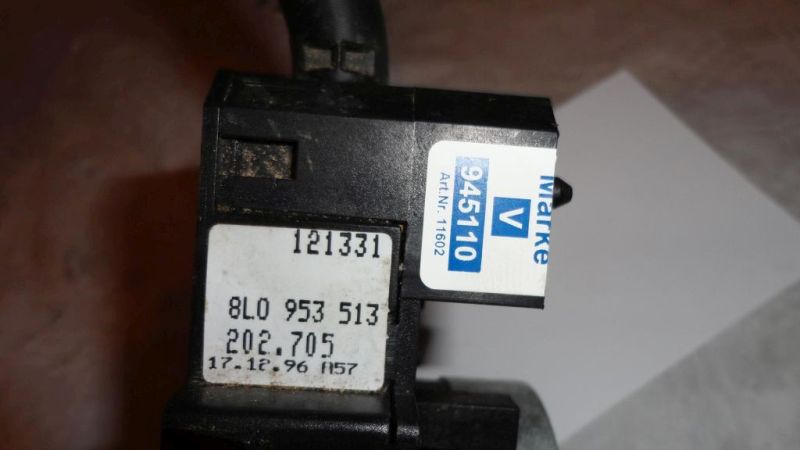 121331
8L0 953 513
202.705
17.12.96 A57
Marke
V
945110
Art.Nr. 11602